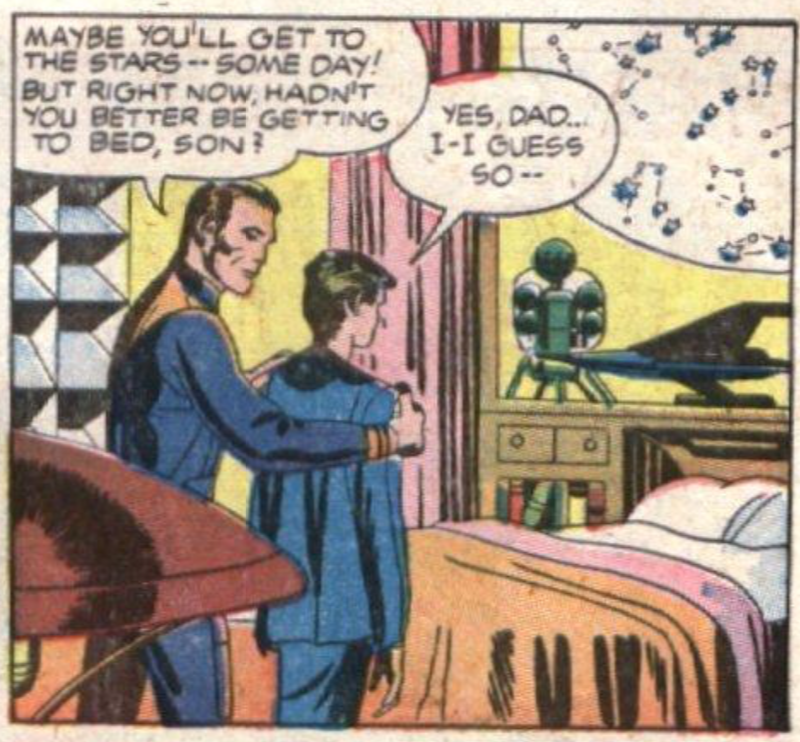 MAYBE YOU'LL GET TO
THE STARS -- SOME DAY!
BUT RIGHT NOW, HADN'T
YOU BETTER BE GETTING
TO BED, SON?
YES, DAD...
I-I GUESS
SO --